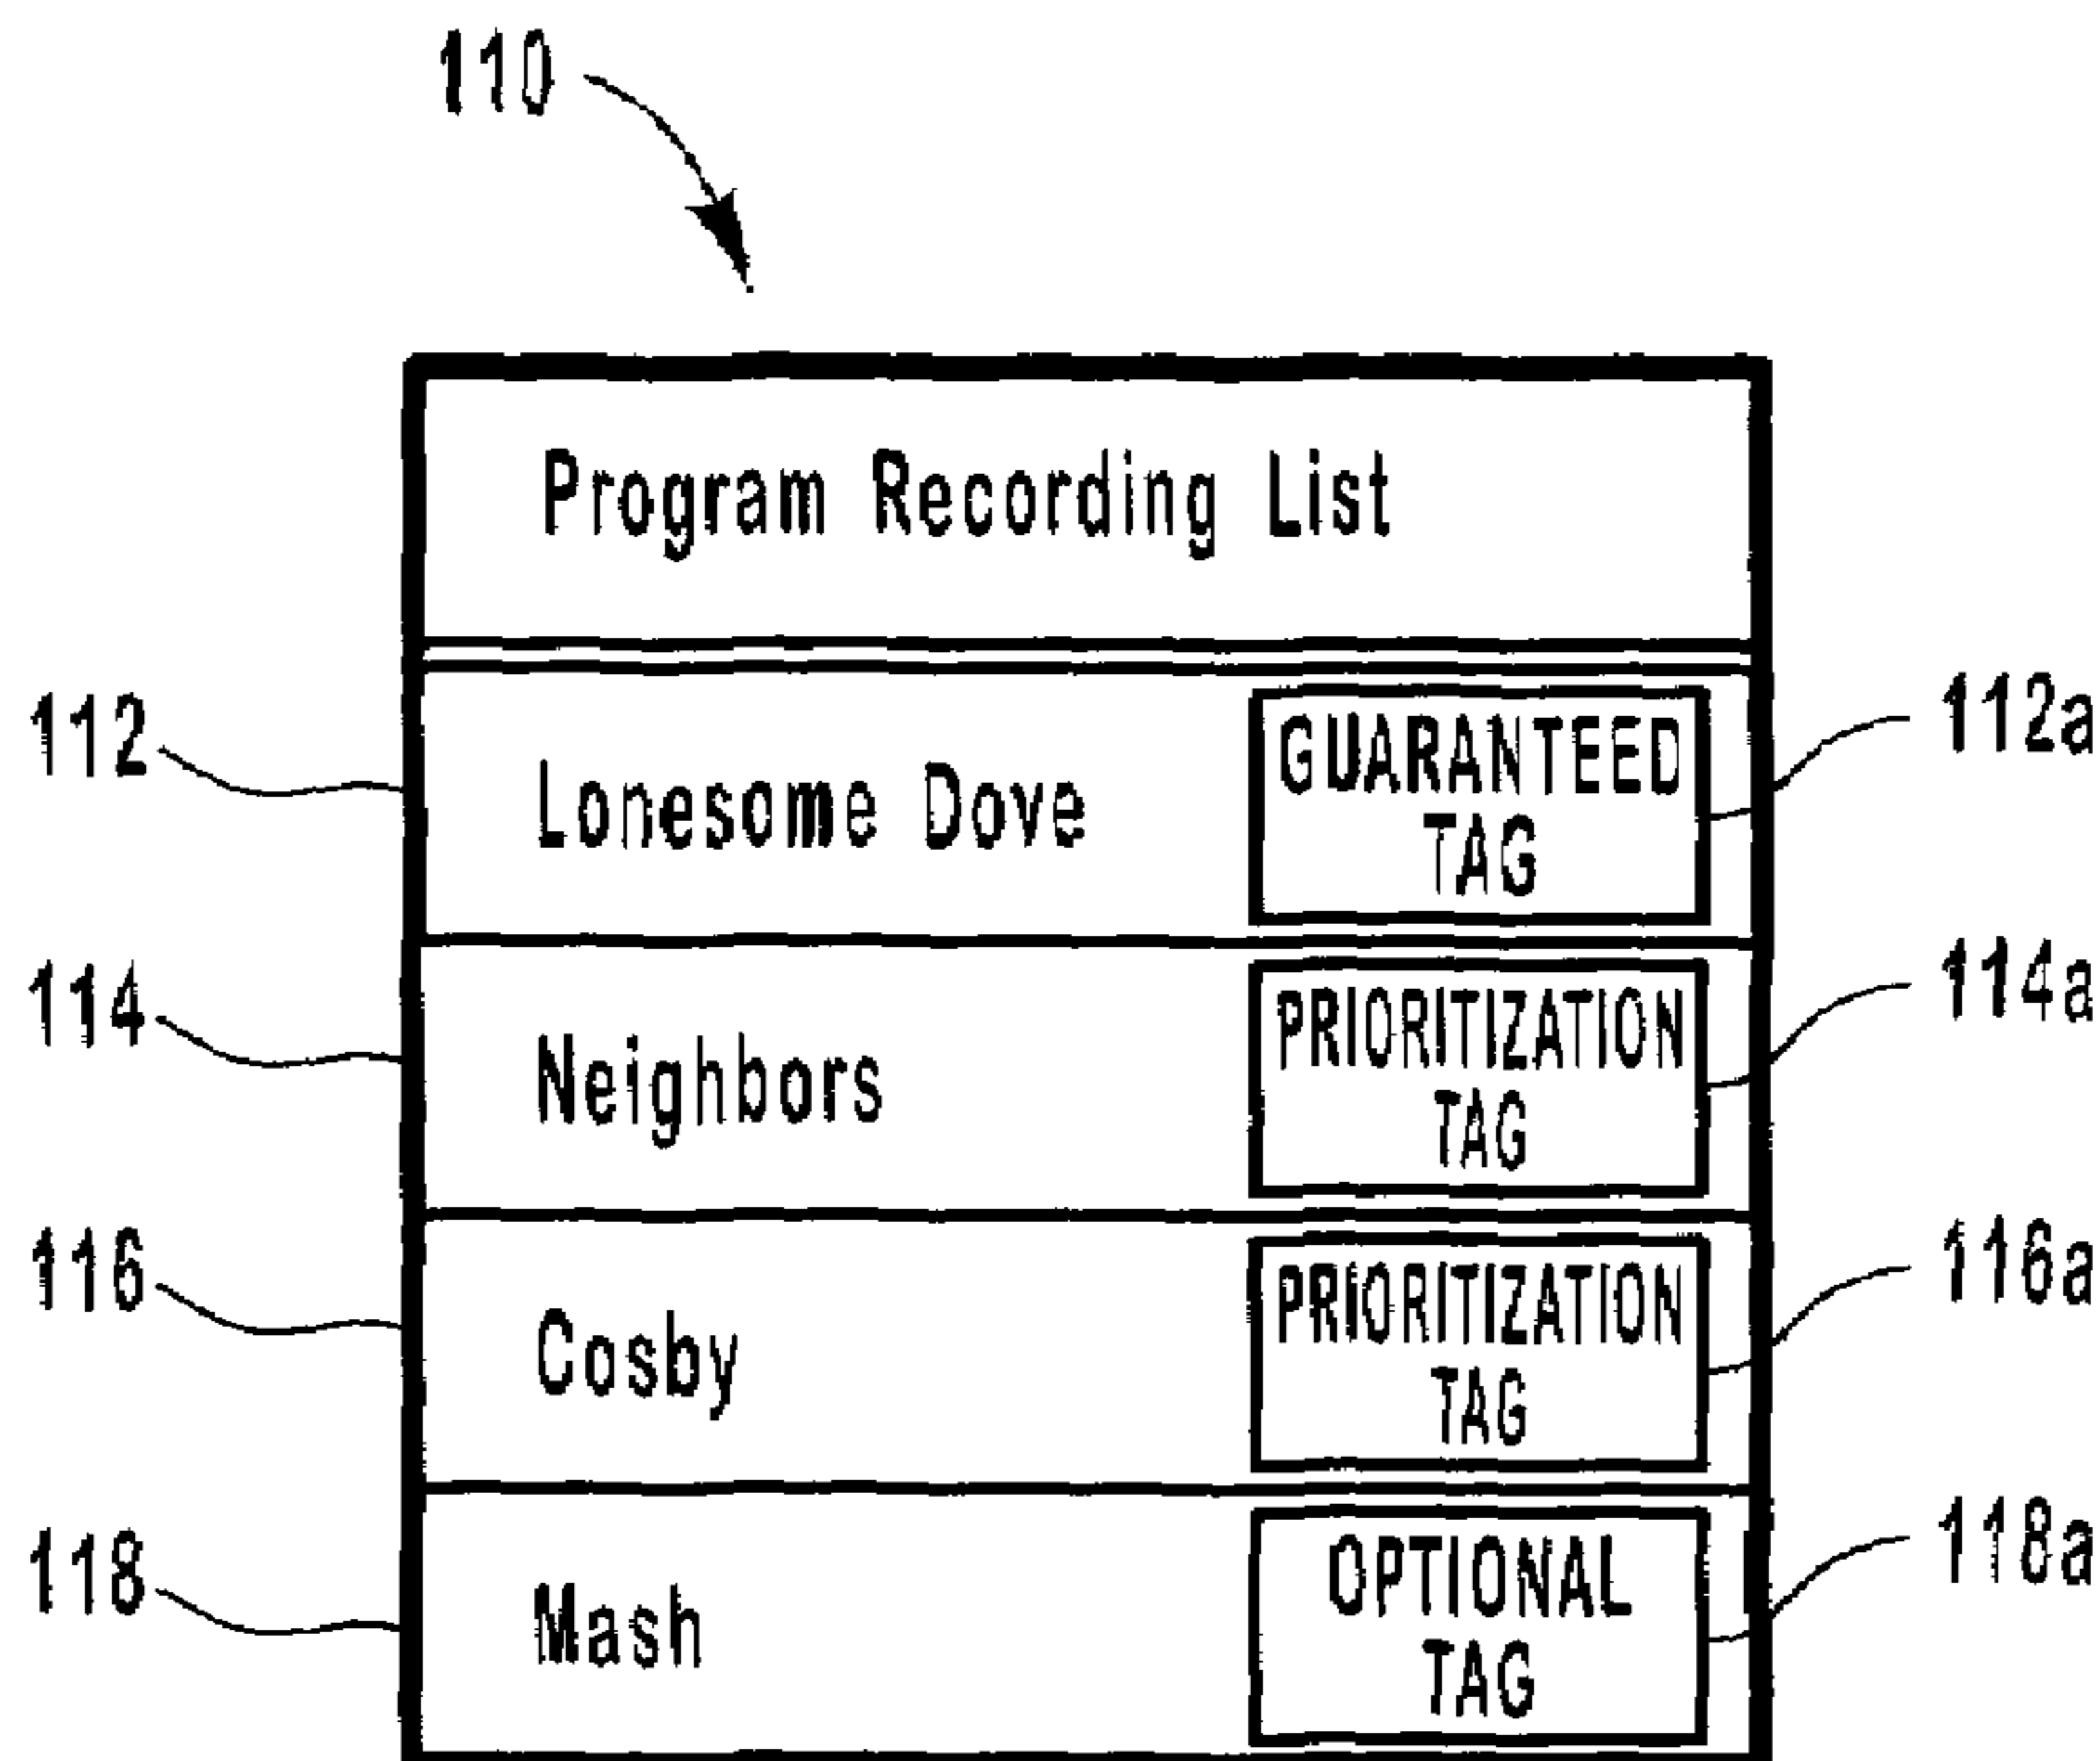 110
Program Recording List
112
Lonesome Dove
GUARANTEED
TAG
112a
114
Neighbors
PRIORITIZATION
TAG
114a
116
Cosby
PRIORITIZATION
TAG
116a
118
Mash
OPTIONAL
TAG
118a